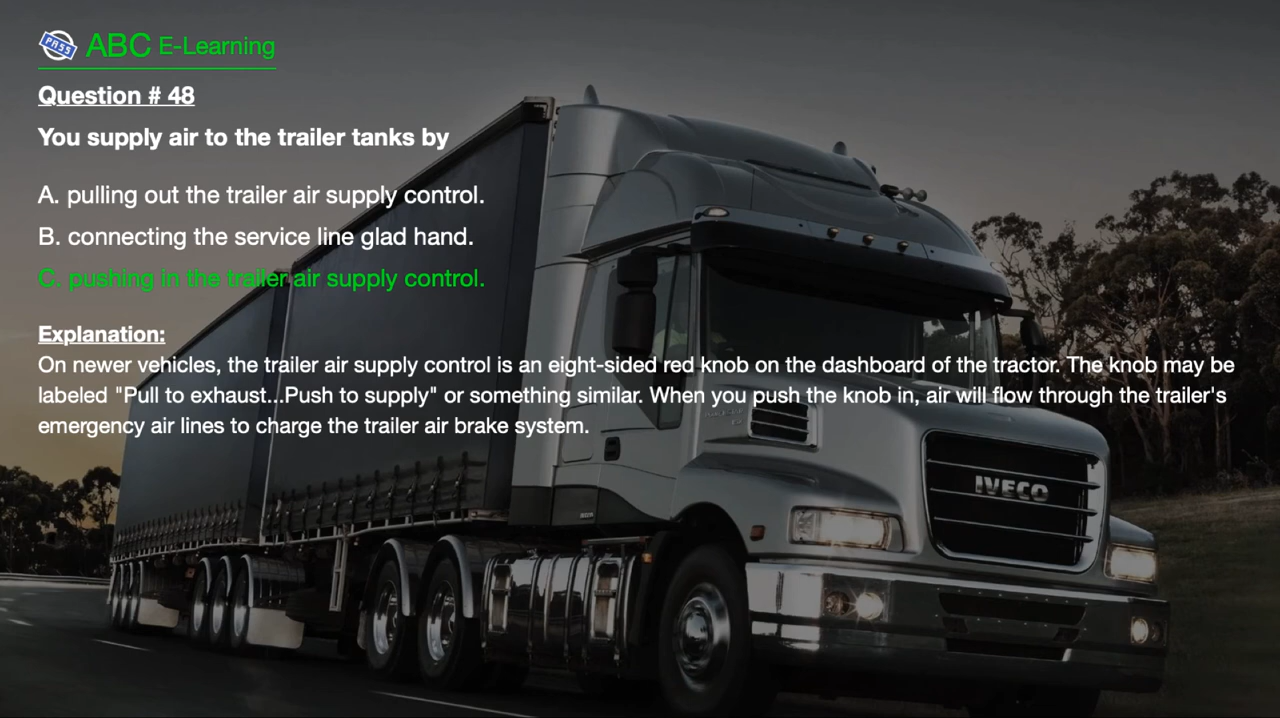 PASS ABC E-Learning
Question # 48
You supply air to the trailer tanks by
A. pulling out the trailer air supply control.
B. connecting the service line glad hand.
C. pushing in the trailer air supply control.
Explanation:
On newer vehicles, the trailer air supply control is an eight-sided red knob on the dashboard of the tractor. The knob may be
labeled "Pull to exhaust...Push to supply" or something similar. When you push the knob in, air will flow through the trailer's
emergency air lines to charge the trailer air brake system.
IVECO